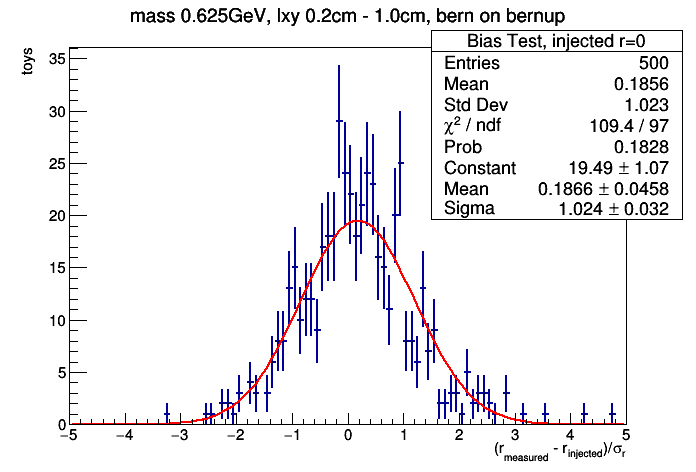 mass 0.625GeV, lxy 0.2cm - 1.0cm, bern on bernup
Bias Test, injected r=0
Entries 500
Mean 0.1856
Std Dev 1.023
χ² / ndf 109.4 / 97
Prob 0.1828
Constant 19.49 ± 1.07
Mean 0.1866 ± 0.0458
Sigma 1.024 ± 0.032
toys
35
30
25
20
15
10
5
0
−5 −4 −3 −2 −1 0 1 2 3 4 5
(r_measured - r_injected)/σ_r